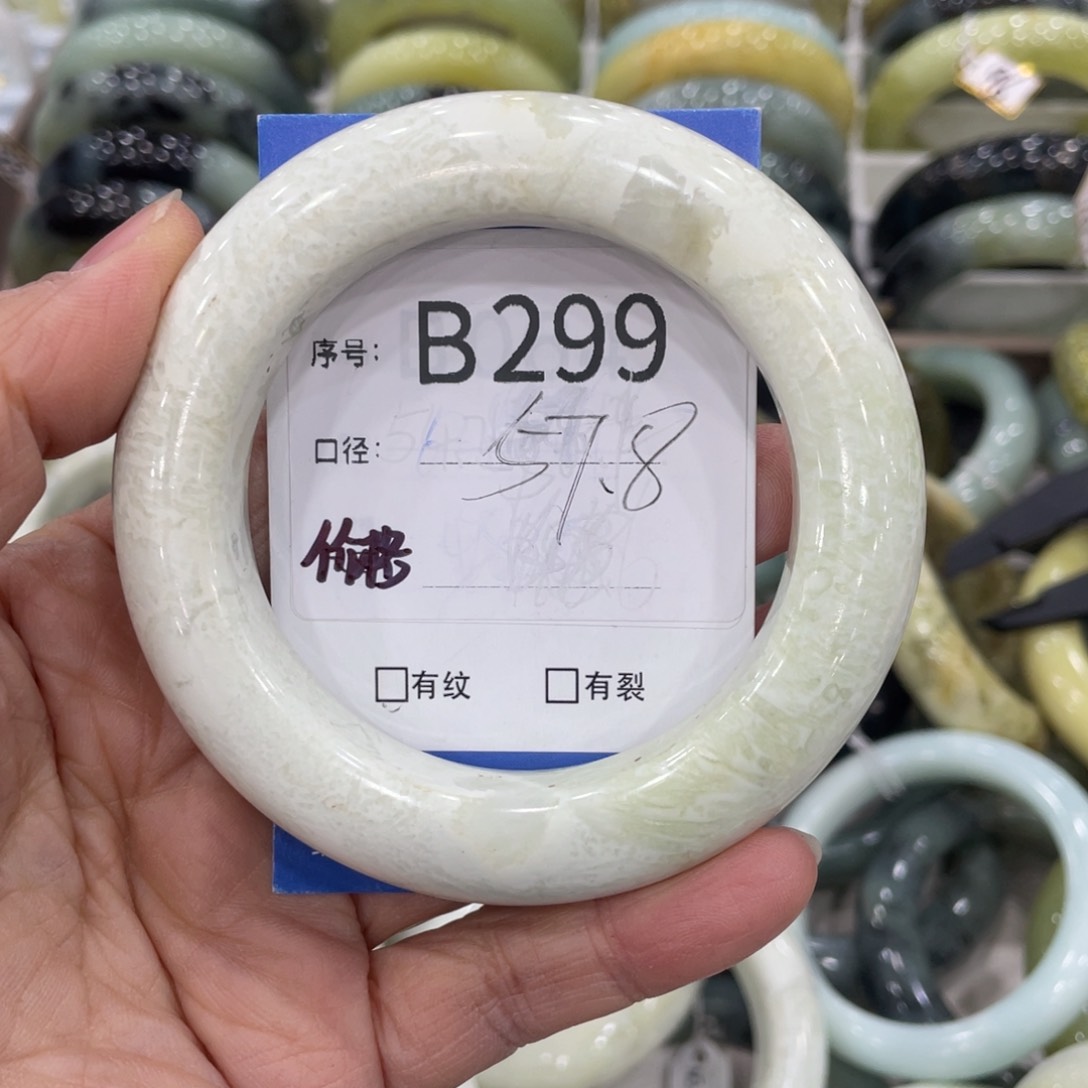 序号: B299
口径: 57.8
价格
□有纹 □有裂